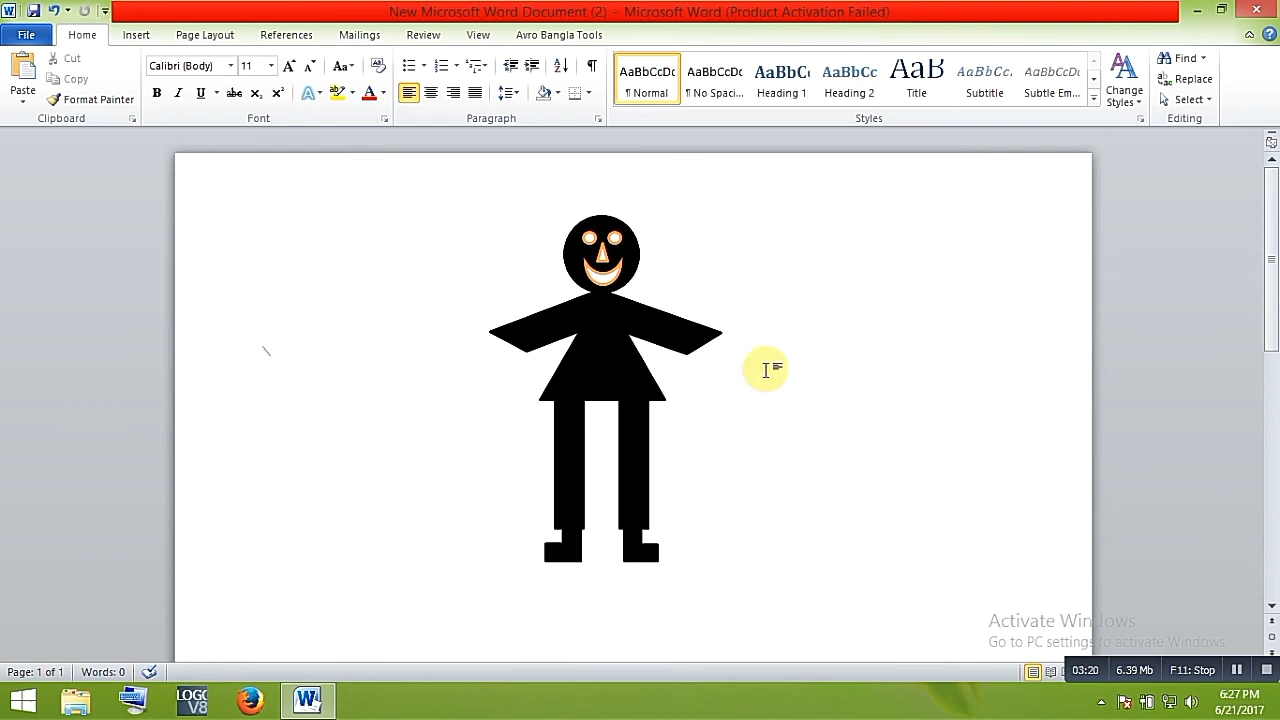 New Microsoft Word Document (2) - Microsoft Word (Product Activation Failed)
File Home Insert Page Layout References Mailings Review View Avro Bangla Tools
Paste
Cut
Copy
Format Painter
Clipboard
Calibri (Body) 11
Font
Paragraph
AaBbCcDc AaBbCcDc AaBbC AaBbCc AaB AaBbCcL AaBbCcDc
¶ Normal ¶ No Spaci... Heading 1 Heading 2 Title Subtitle Subtle Em...
Styles
Change
Styles
Find
Replace
Select
Editing
Activate Windows
Go to PC settings to activate Windows.
Page: 1 of 1 Words: 0
03:20 6.39 Mb F11: Stop
LOGO
V8
6:27 PM
6/21/2017